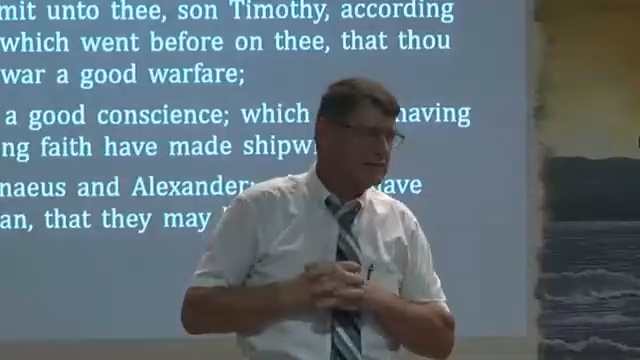 mit unto thee, son Timothy, according
which went before on thee, that thou
war a good warfare;
a good conscience; which having
ng faith have made shipw
naeus and Alexander; ave
an, that they may